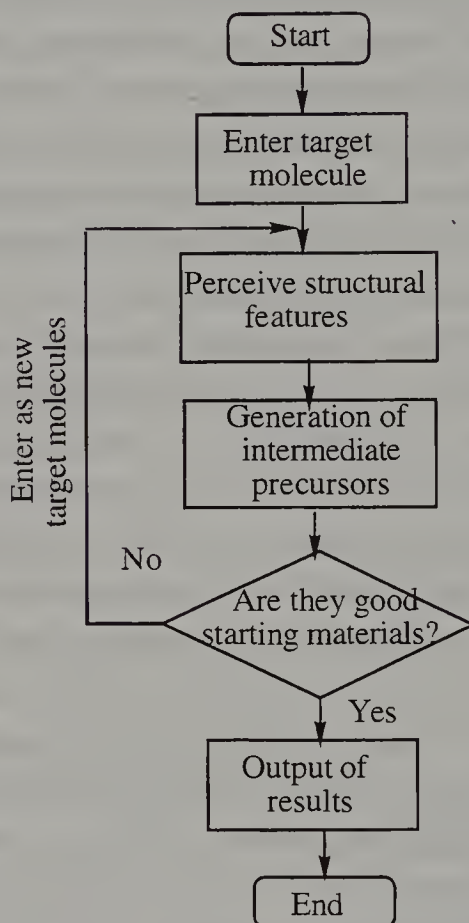 Start
Enter target
molecule
Perceive structural
features
Generation of
intermediate
precursors
Enter as new
target molecules
No
Are they good
starting materials?
Yes
Output of
results
End